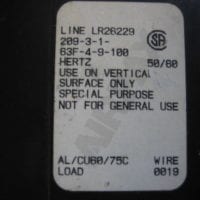 LINE LR26229
209-3-1-
63F-4-9-100
HERTZ 50/60
USE ON VERTICAL
SURFACE ONLY
SPECIAL PURPOSE
NOT FOR GENERAL USE
AL/CU60/75C WIRE
LOAD 0019